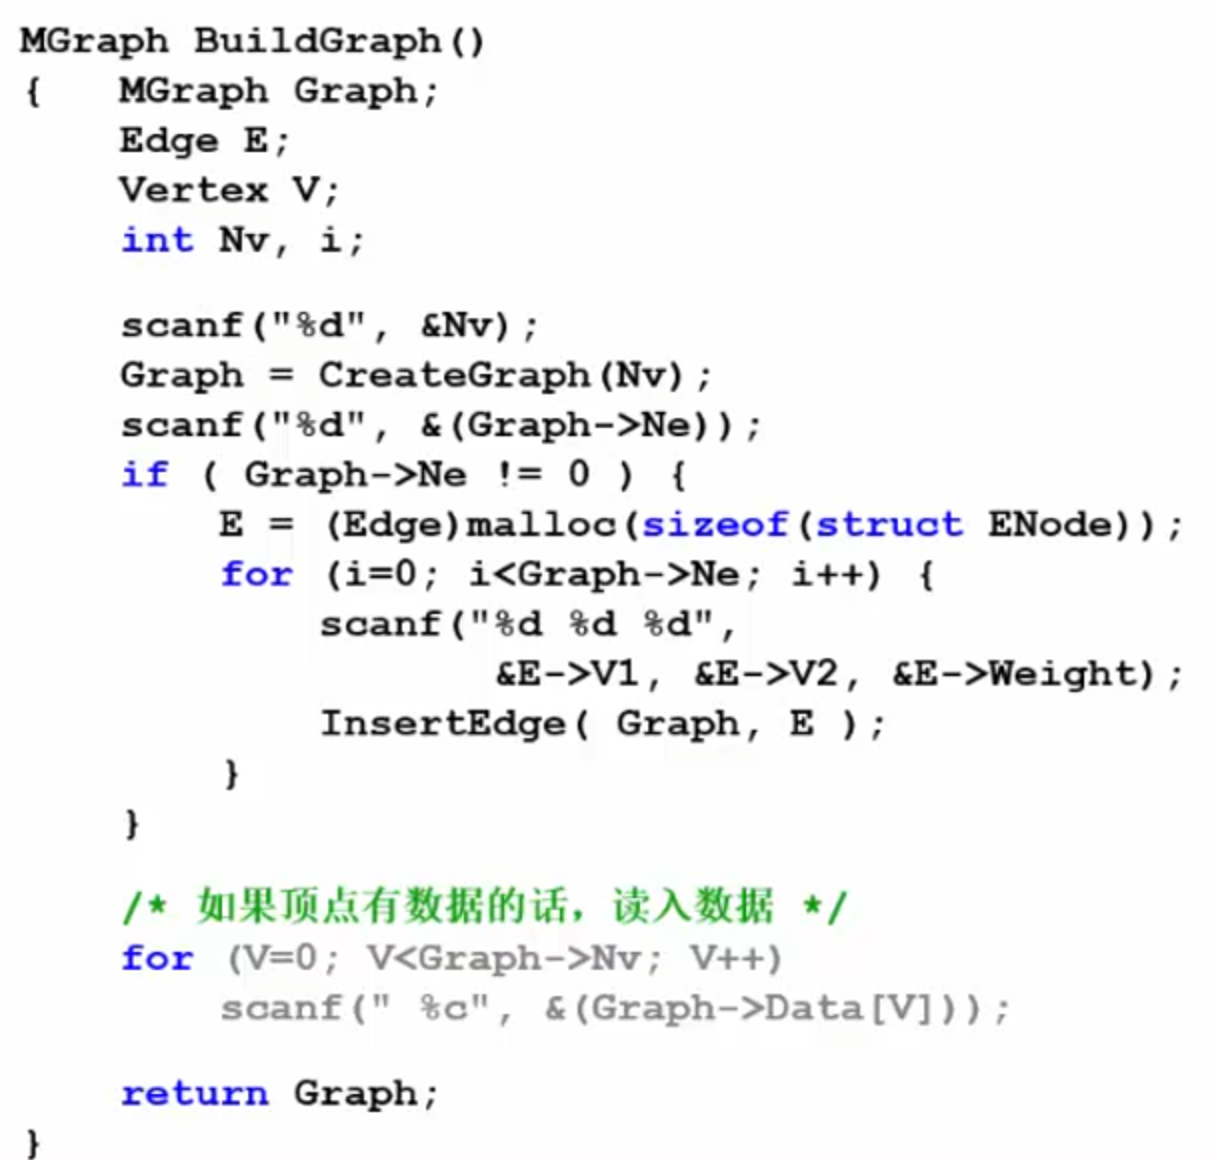 MGraph BuildGraph()
{   MGraph Graph;
    Edge E;
    Vertex V;
    int Nv, i;
    scanf("%d", &Nv);
    Graph = CreateGraph(Nv);
    scanf("%d", &(Graph->Ne));
    if ( Graph->Ne != 0 ) {
        E = (Edge)malloc(sizeof(struct ENode));
        for (i=0; i<Graph->Ne; i++) {
            scanf("%d %d %d",
                   &E->V1, &E->V2, &E->Weight);
            InsertEdge( Graph, E );
        }
    }
    /* 如果顶点有数据的话，读入数据 */
    for (V=0; V<Graph->Nv; V++)
        scanf(" %c", &(Graph->Data[V]));
    return Graph;
}